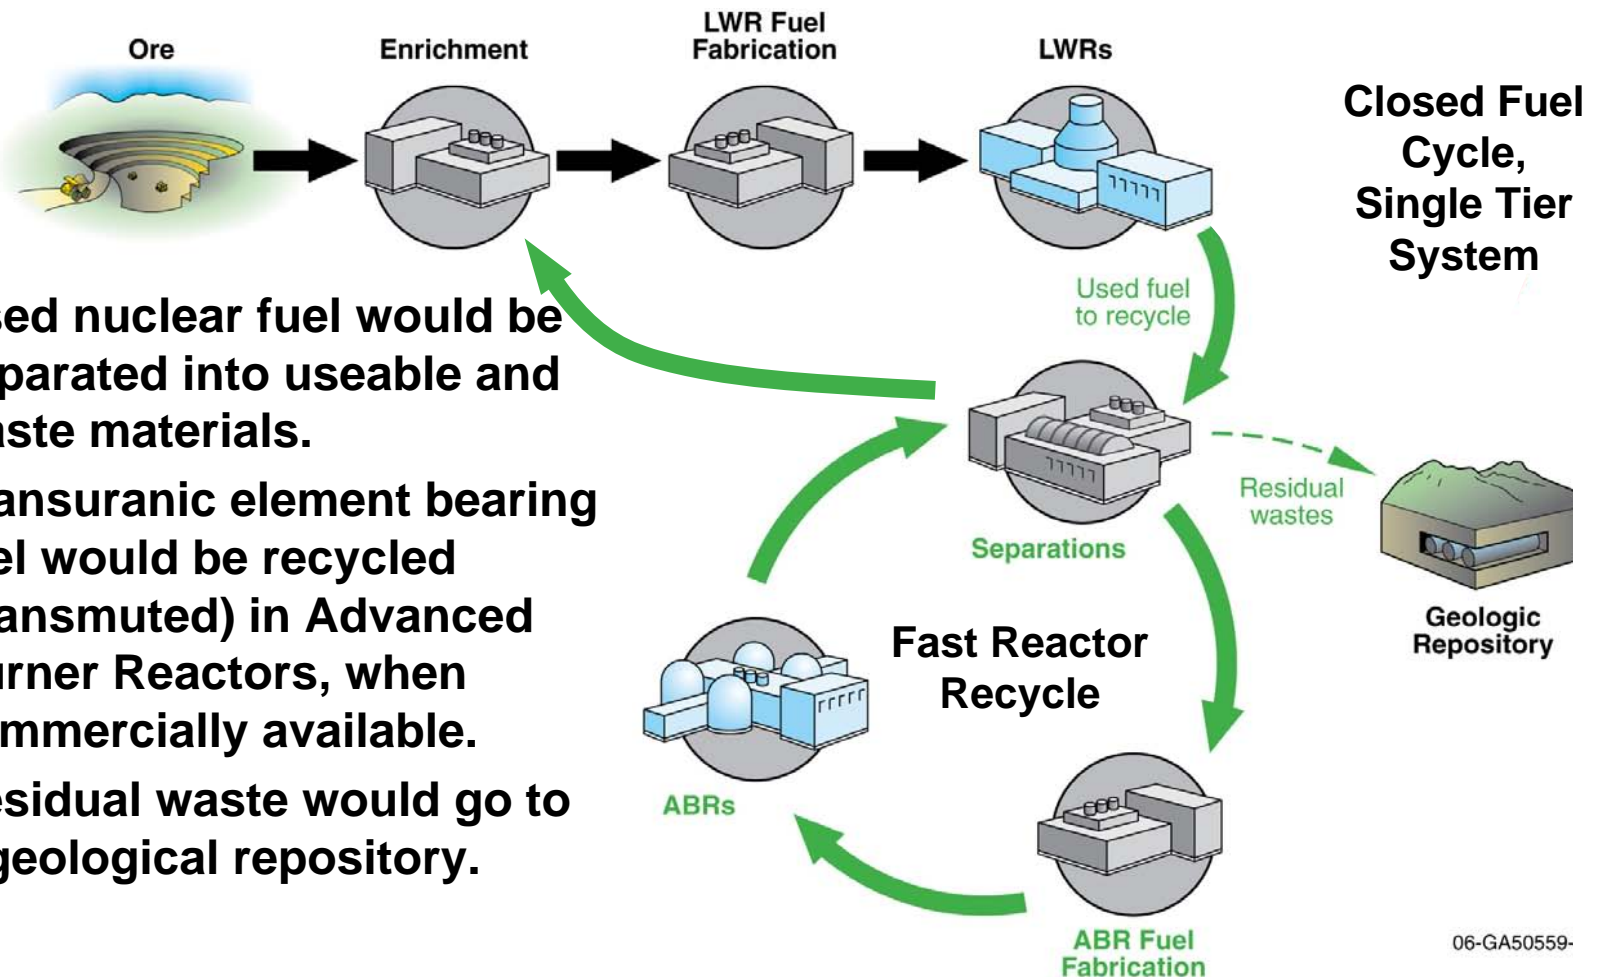 Ore
Enrichment
LWR Fuel
Fabrication
LWRs
Closed Fuel
Cycle,
Single Tier
System
Used fuel
to recycle
sed nuclear fuel would be
parated into useable and
aste materials.
ansuranic element bearing
el would be recycled
ansmuted) in Advanced
urner Reactors, when
mmercially available.
esidual waste would go to
geological repository.
Separations
Residual
wastes
Geologic
Repository
Fast Reactor
Recycle
ABRs
ABR Fuel
Fabrication
06-GA50559-